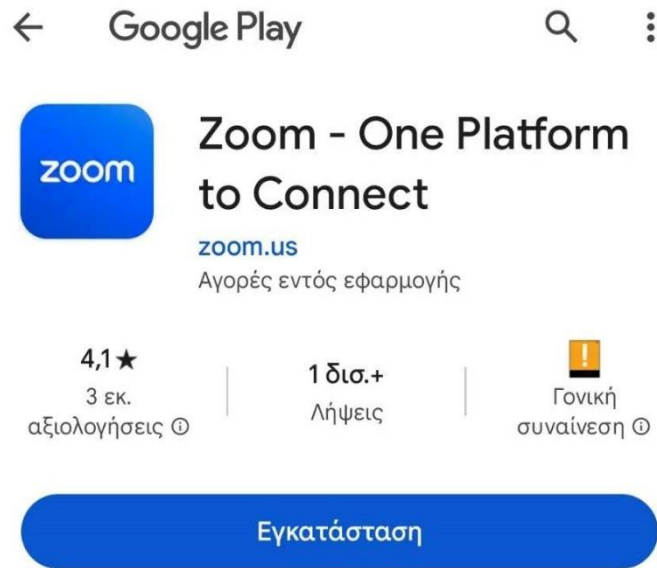 Google Play
zoom
Zoom - One Platform
to Connect
zoom.us
Αγορές εντός εφαρμογής
4,1★
3 εκ.
αξιολογήσεις
1 δισ.+
Λήψεις
!
Γονική
συναίνεση
Εγκατάσταση